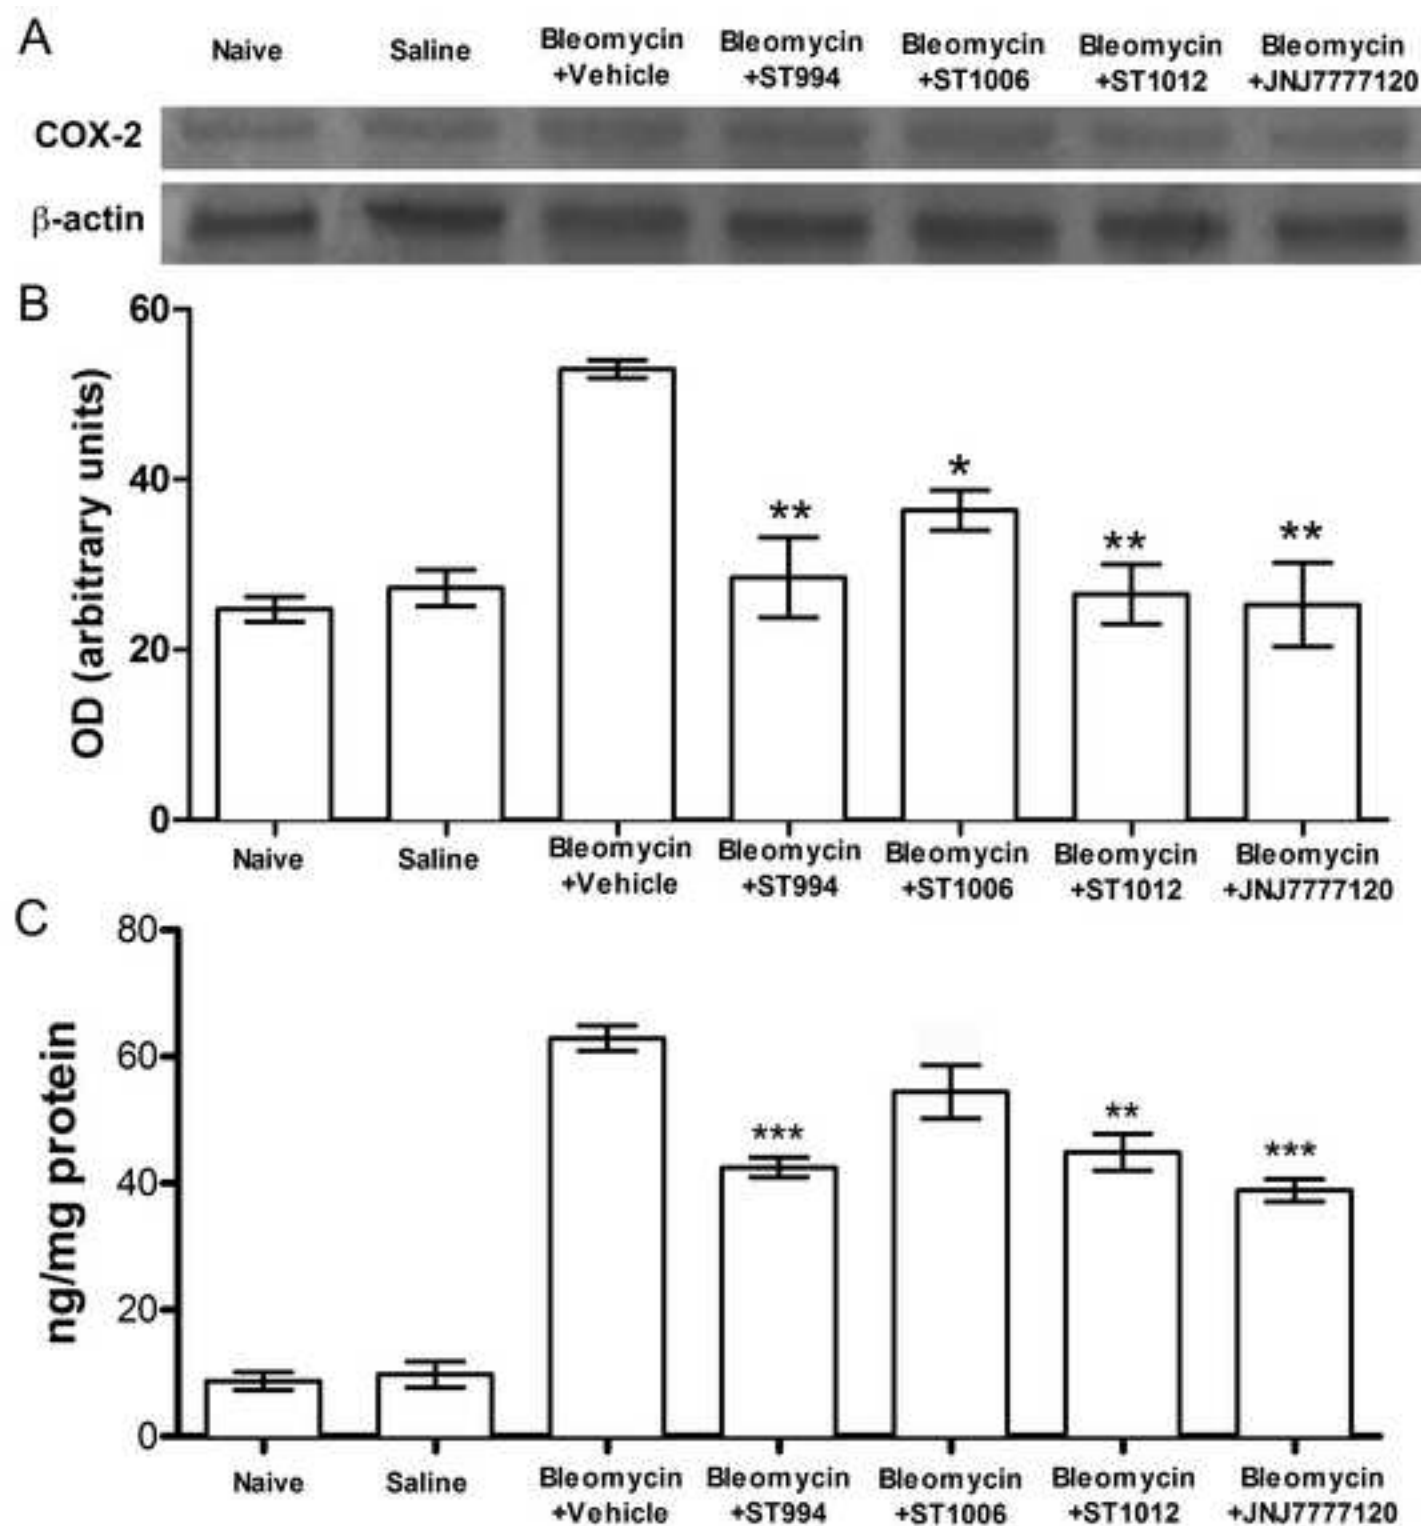 A
Naive Saline Bleomycin Bleomycin Bleomycin Bleomycin Bleomycin
+Vehicle +ST994 +ST1006 +ST1012 +JNJ7777120
COX-2
β-actin
B
60
40
20
0
OD (arbitrary units)
**
*
**
**
Naive Saline Bleomycin Bleomycin Bleomycin Bleomycin Bleomycin
+Vehicle +ST994 +ST1006 +ST1012 +JNJ7777120
C
80
60
40
20
0
ng/mg protein
***
**
***
Naive Saline Bleomycin Bleomycin Bleomycin Bleomycin Bleomycin
+Vehicle +ST994 +ST1006 +ST1012 +JNJ7777120